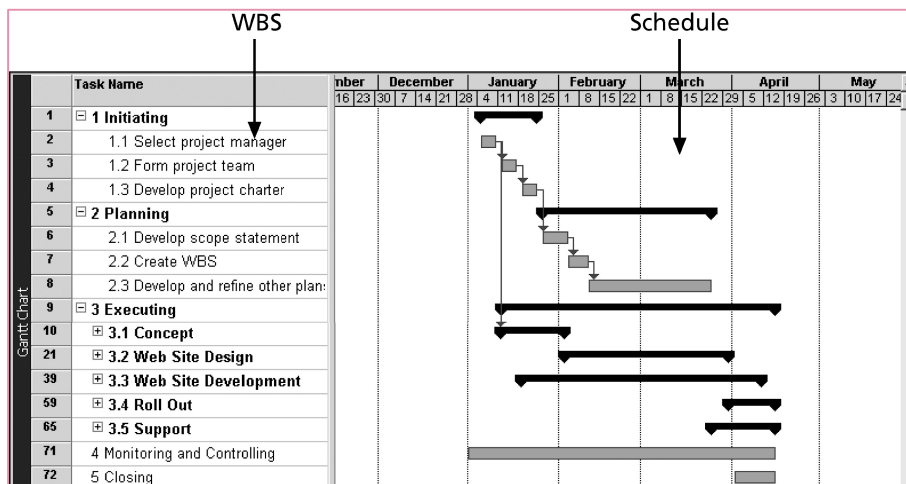 WBS Schedule
Task Name mber December January February March April May
16 23 30 7 14 21 28 4 11 18 25 1 8 15 22 1 8 15 22 29 5 12 19 26 3 10 17 24
1 1 Initiating
2 1.1 Select project manager
3 1.2 Form project team
4 1.3 Develop project charter
5 2 Planning
6 2.1 Develop scope statement
7 2.2 Create WBS
8 2.3 Develop and refine other plans
9 3 Executing
10 3.1 Concept
21 3.2 Web Site Design
39 3.3 Web Site Development
59 3.4 Roll Out
65 3.5 Support
71 4 Monitoring and Controlling
72 5 Closing
Gantt Chart